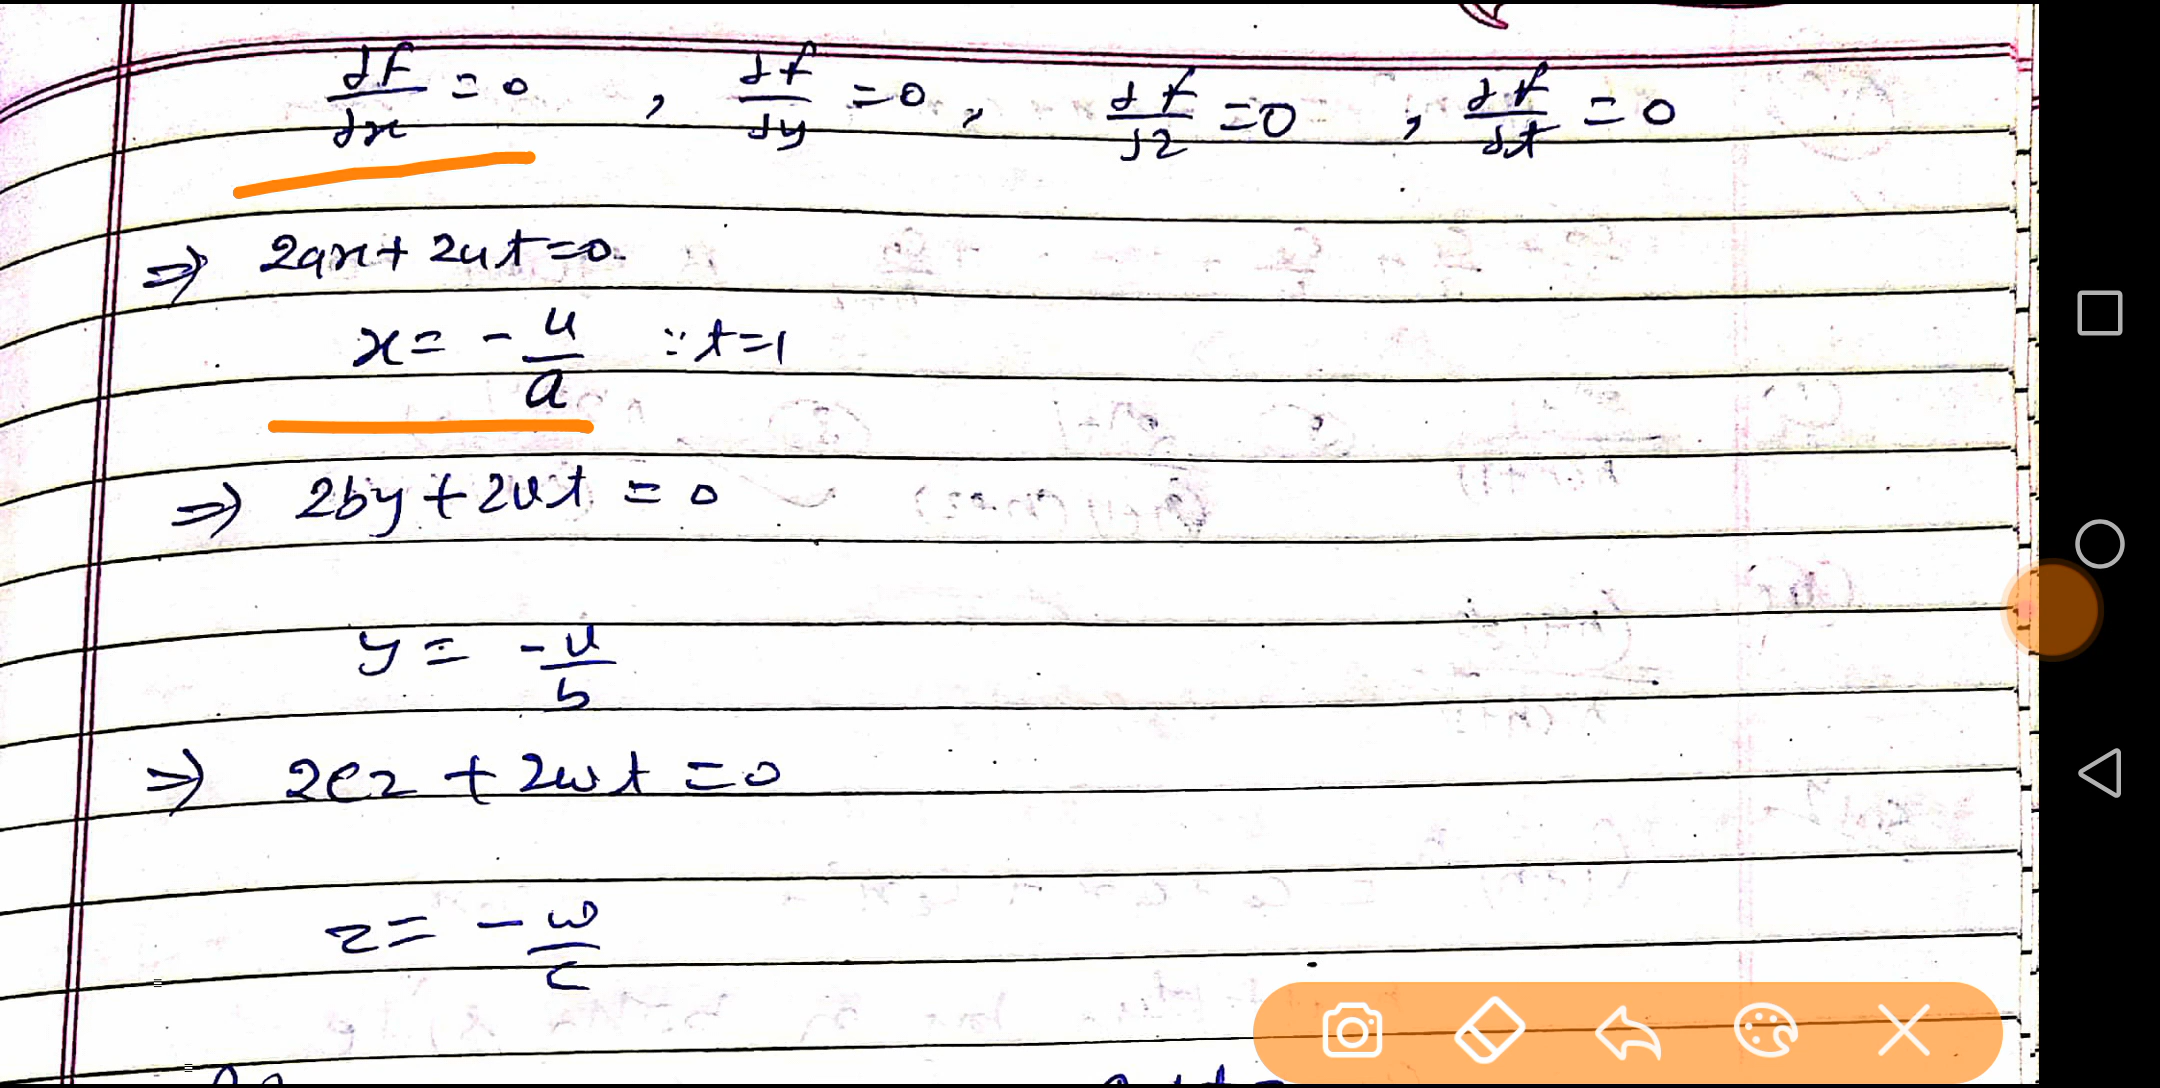 ∂F/∂x = 0 , ∂f/∂y = 0 , ∂f/∂z = 0 , ∂f/∂t = 0
⇒ 2ax + 2ut = 0.
x = - u/a ∵ t = 1
⇒ 2by + 2vt = 0
y = - v/b
⇒ 2cz + 2wt = 0
z = - w/c